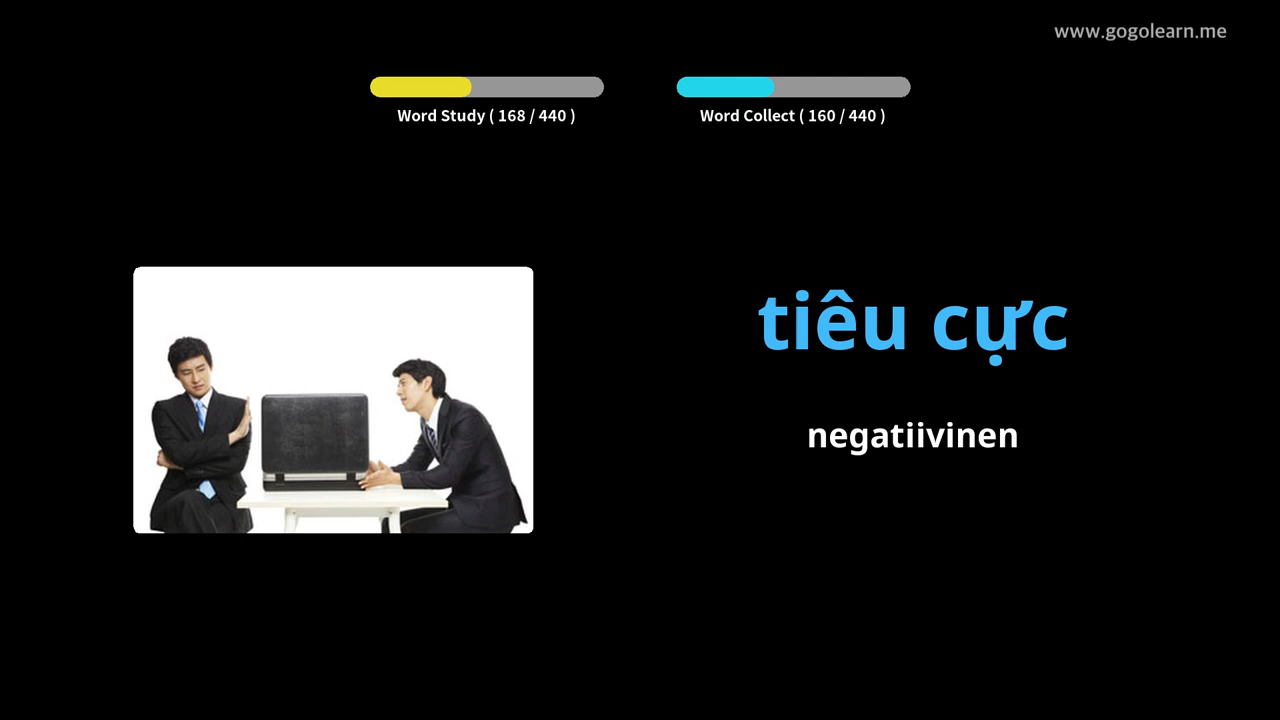 www.gogolearn.me
Word Study ( 168 / 440 )
Word Collect ( 160 / 440 )
tiêu cực
negatiivinen